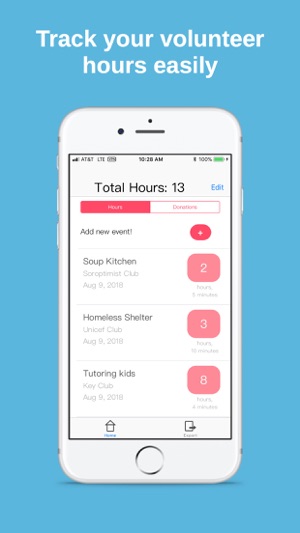 Track your volunteer
hours easily
AT&T LTE 10:28 AM 100%
Total Hours: 13 Edit
Hours Donations
Add new event! +
Soup Kitchen 2
Soroptimist Club hours,
Aug 9, 2018 5 minutes
Homeless Shelter 3
Unicef Club hours,
Aug 9, 2018 10 minutes
Tutoring kids 8
Key Club hours,
Aug 9, 2018 4 minutes
Home Export